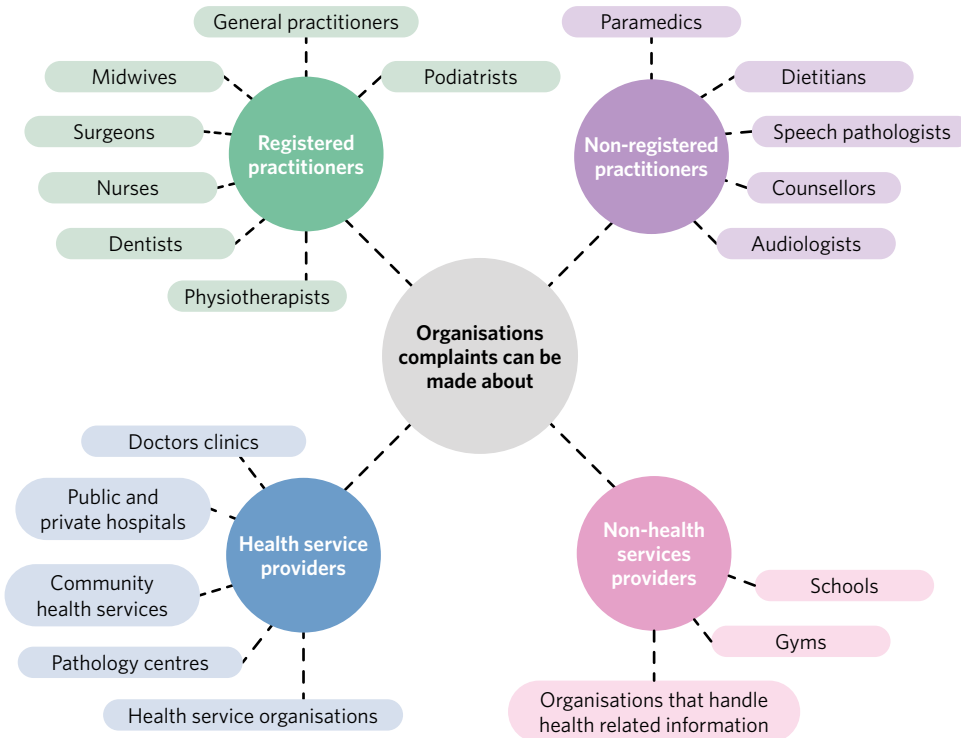 General practitioners
Midwives
Podiatrists
Surgeons
Registered
practitioners
Nurses
Dentists
Physiotherapists
Paramedics
Dietitians
Non-registered
practitioners
Speech pathologists
Counsellors
Audiologists
Organisations
complaints can be
made about
Doctors clinics
Public and
private hospitals
Health service
providers
Community
health services
Pathology centres
Health service organisations
Non-health
services
providers
Schools
Gyms
Organisations that handle
health related information